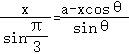 x/(sin π/3) = (a-xcosθ)/(sinθ)